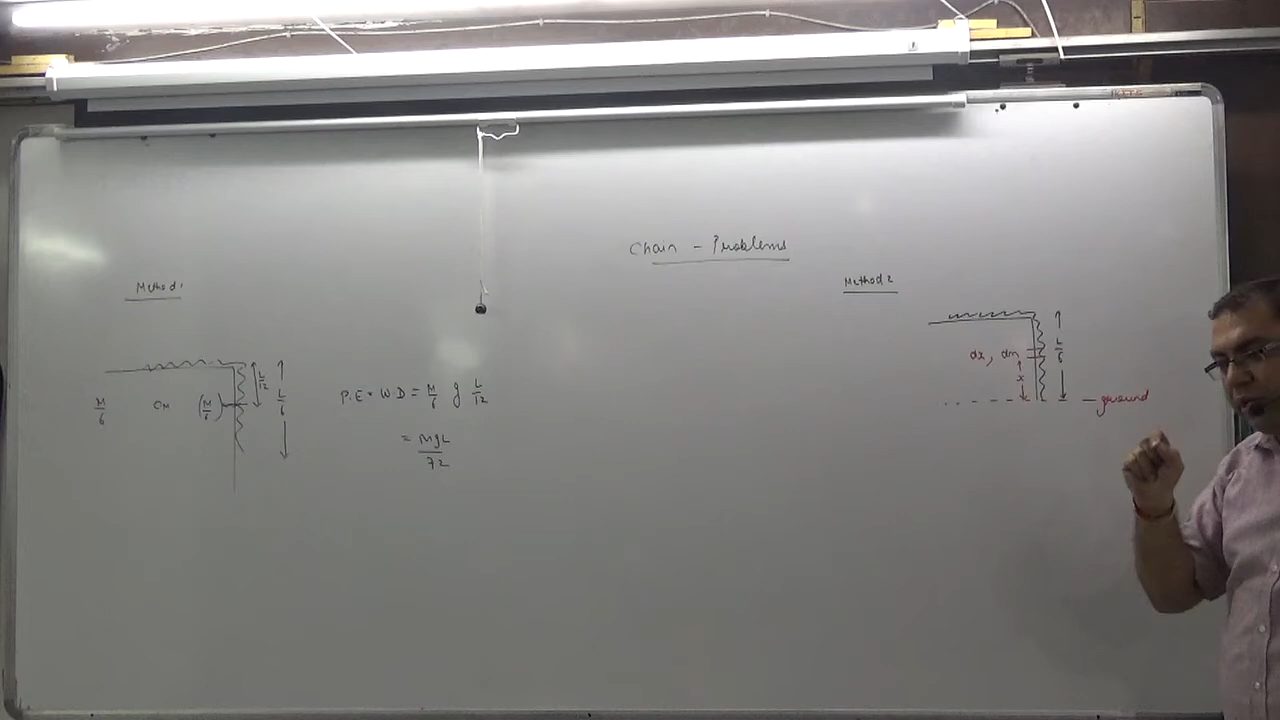 Chain - Problems
Method 1
M/6 CM (M/6) L/12 L/6
P.E = WD = M/6 g L/12
= MgL/72
Method 2
dx, dm
x
L/6
ground